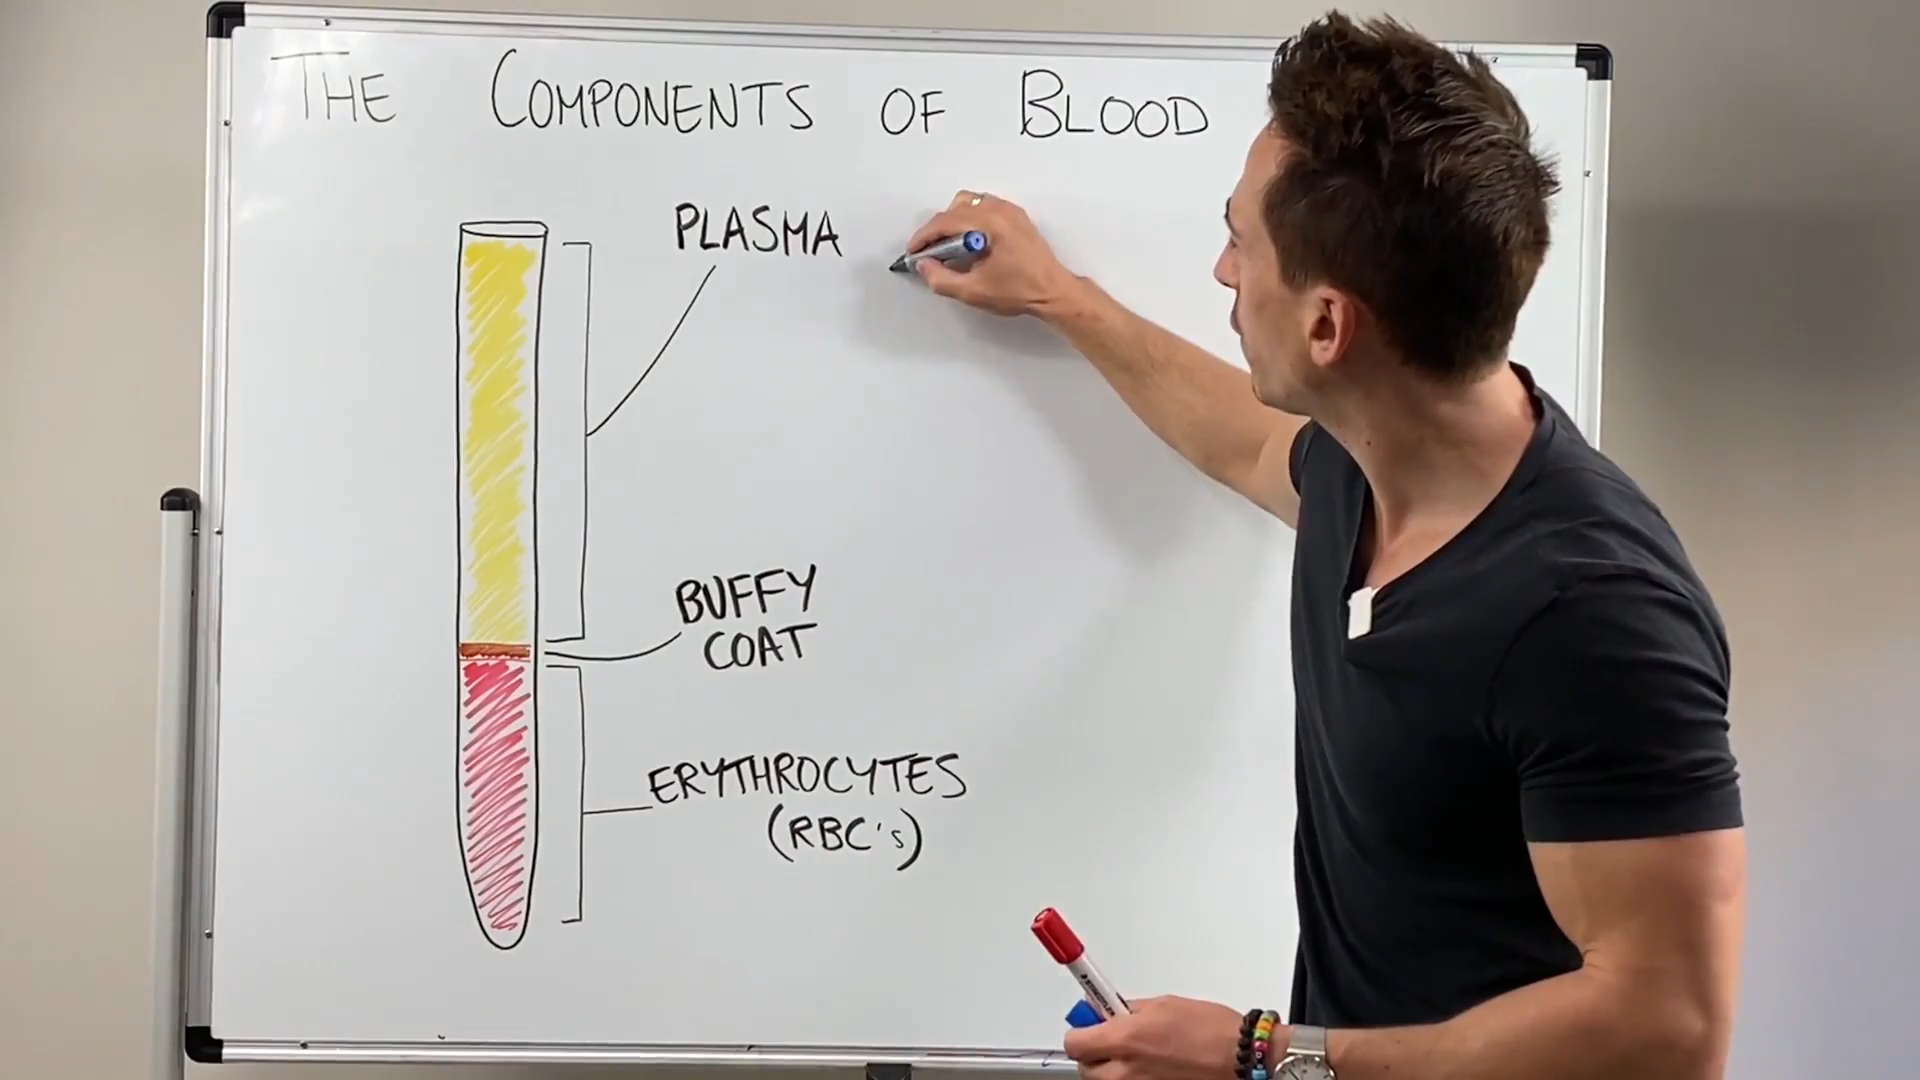 THE COMPONENTS OF BLOOD
PLASMA
BUFFY
COAT
ERYTHROCYTES
(RBC's)